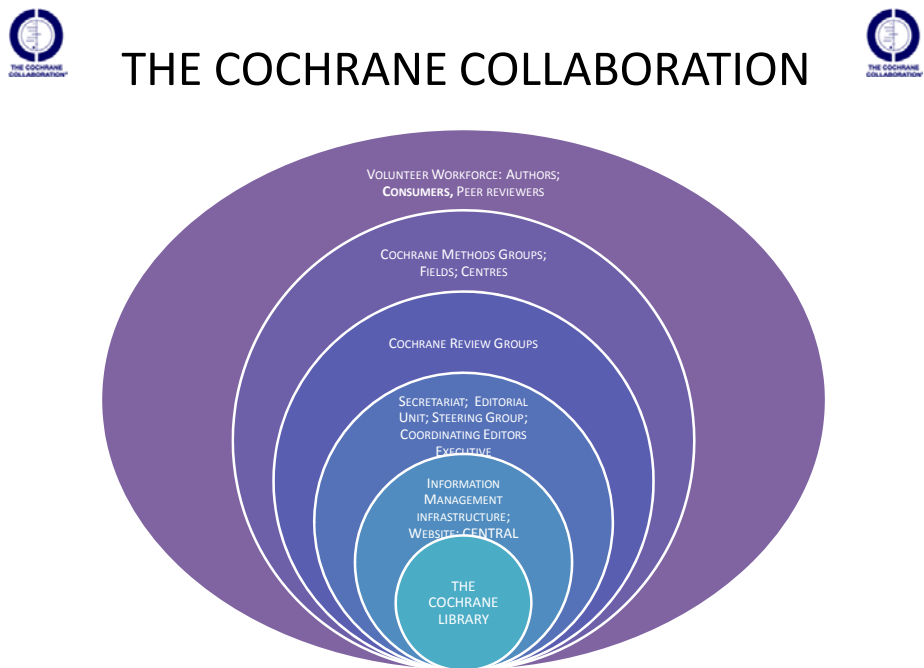 THE COCHRANE
COLLABORATION®
THE COCHRANE COLLABORATION
THE COCHRANE
COLLABORATION®
VOLUNTEER WORKFORCE: AUTHORS;
CONSUMERS, PEER REVIEWERS
COCHRANE METHODS GROUPS;
FIELDS; CENTRES
COCHRANE REVIEW GROUPS
SECRETARIAT; EDITORIAL
UNIT; STEERING GROUP;
COORDINATING EDITORS
EXECUTIVE
INFORMATION
MANAGEMENT
INFRASTRUCTURE;
WEBSITE; CENTRAL
THE
COCHRANE
LIBRARY